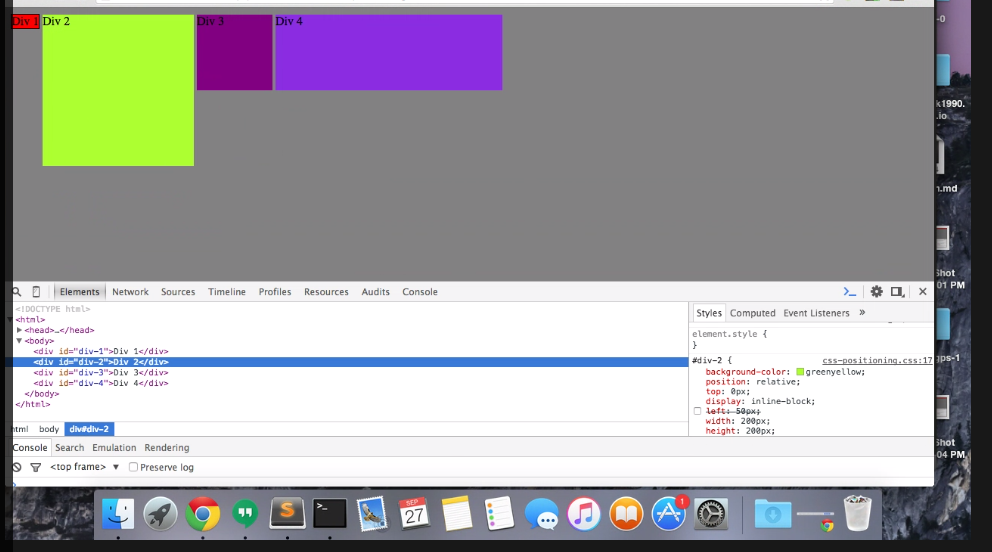 Div 1 Div 2 Div 3 Div 4
-0
k1990.
.io
n.md
Shot
01 PM
gps-1
Shot
04 PM
Elements Network Sources Timeline Profiles Resources Audits Console
<!DOCTYPE html>
<html>
<head>…</head>
<body>
<div id="div-1">Div 1</div>
<div id="div-2">Div 2</div>
<div id="div-3">Div 3</div>
<div id="div-4">Div 4</div>
</body>
</html>
html body div#div-2
Styles Computed Event Listeners »
element.style {
}
#div-2 { css-positioning.css:17
background-color: greenyellow;
position: relative;
top: 0px;
display: inline-block;
left: 50px;
width: 200px;
height: 200px;
Console Search Emulation Rendering
<top frame> ▼ Preserve log
SEP
27
S
>_
1